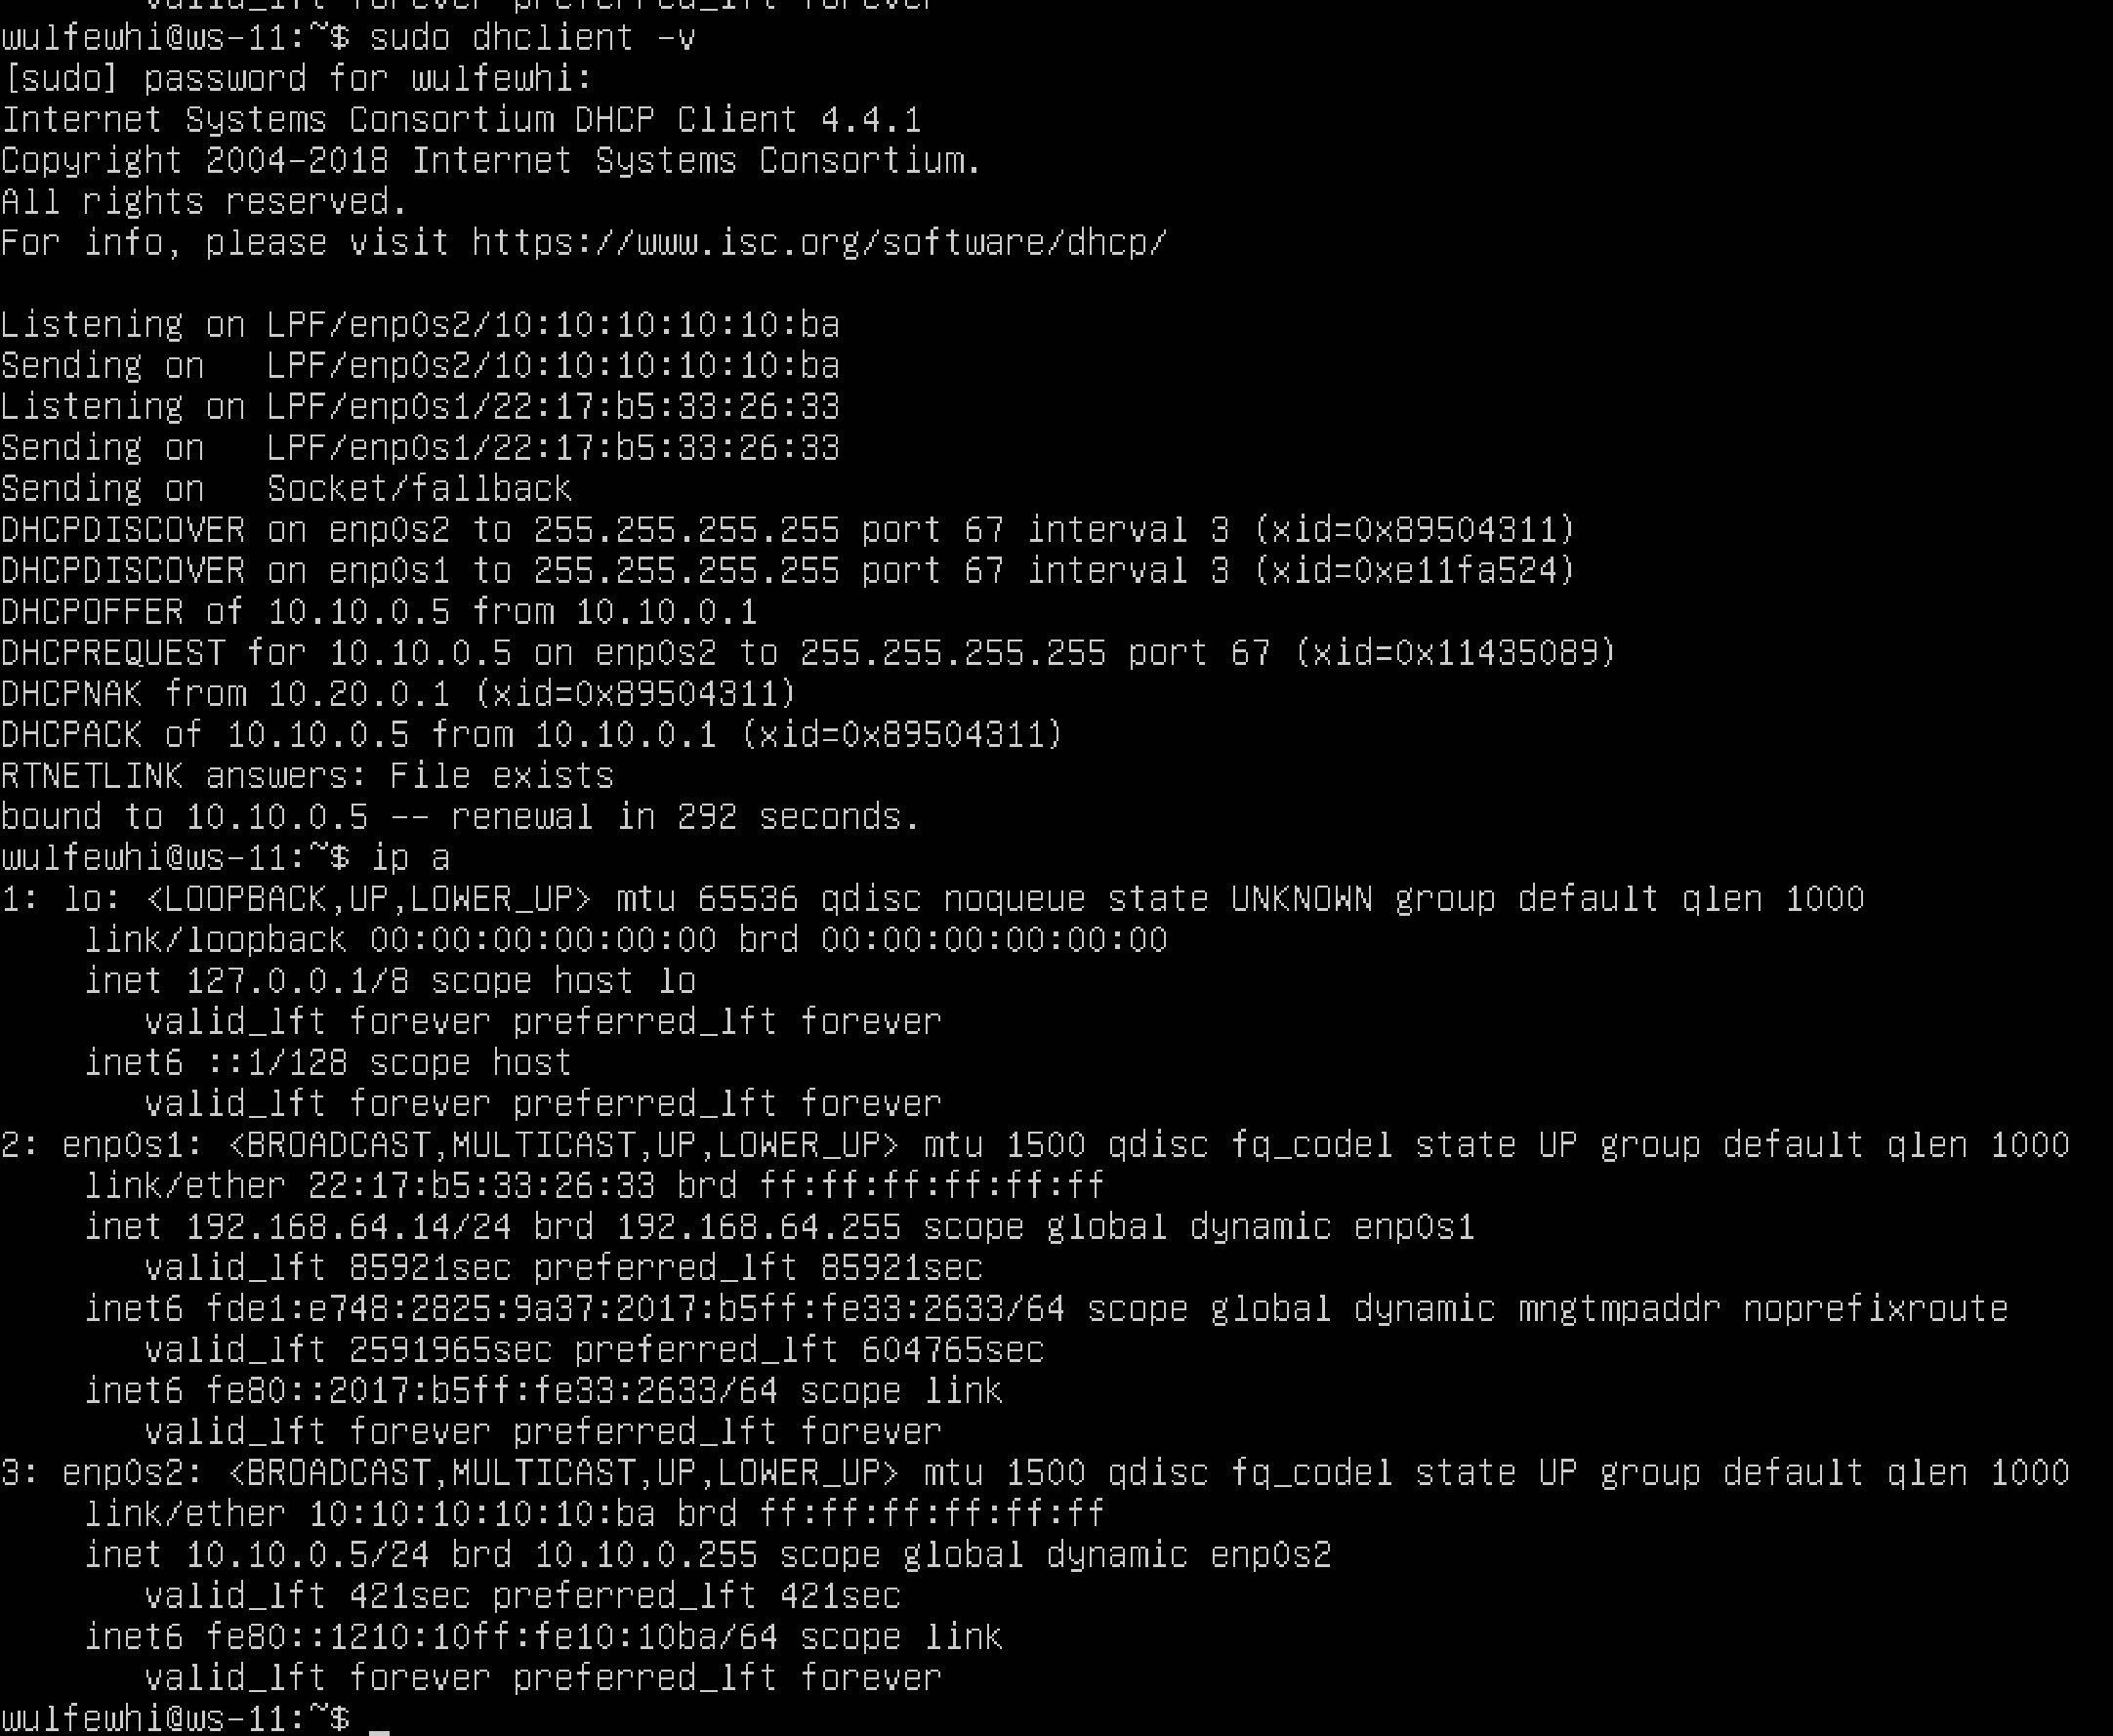 valid_lft forever preferred_lft forever
wulfewhi@ws-11:~$ sudo dhclient -v
[sudo] password for wulfewhi:
Internet Systems Consortium DHCP Client 4.4.1
Copyright 2004-2018 Internet Systems Consortium.
All rights reserved.
For info, please visit https://www.isc.org/software/dhcp/

Listening on LPF/enp0s2/10:10:10:10:10:ba
Sending on   LPF/enp0s2/10:10:10:10:10:ba
Listening on LPF/enp0s1/22:17:b5:33:26:33
Sending on   LPF/enp0s1/22:17:b5:33:26:33
Sending on   Socket/fallback
DHCPDISCOVER on enp0s2 to 255.255.255.255 port 67 interval 3 (xid=0x89504311)
DHCPDISCOVER on enp0s1 to 255.255.255.255 port 67 interval 3 (xid=0xe11fa524)
DHCPOFFER of 10.10.0.5 from 10.10.0.1
DHCPREQUEST for 10.10.0.5 on enp0s2 to 255.255.255.255 port 67 (xid=0x11435089)
DHCPNAK from 10.20.0.1 (xid=0x89504311)
DHCPACK of 10.10.0.5 from 10.10.0.1 (xid=0x89504311)
RTNETLINK answers: File exists
bound to 10.10.0.5 -- renewal in 292 seconds.
wulfewhi@ws-11:~$ ip a
1: lo: <LOOPBACK,UP,LOWER_UP> mtu 65536 qdisc noqueue state UNKNOWN group default qlen 1000
    link/loopback 00:00:00:00:00:00 brd 00:00:00:00:00:00
    inet 127.0.0.1/8 scope host lo
       valid_lft forever preferred_lft forever
    inet6 ::1/128 scope host
       valid_lft forever preferred_lft forever
2: enp0s1: <BROADCAST,MULTICAST,UP,LOWER_UP> mtu 1500 qdisc fq_codel state UP group default qlen 1000
    link/ether 22:17:b5:33:26:33 brd ff:ff:ff:ff:ff:ff
    inet 192.168.64.14/24 brd 192.168.64.255 scope global dynamic enp0s1
       valid_lft 85921sec preferred_lft 85921sec
    inet6 fde1:e748:2825:9a37:2017:b5ff:fe33:2633/64 scope global dynamic mngtmpaddr noprefixroute
       valid_lft 2591965sec preferred_lft 604765sec
    inet6 fe80::2017:b5ff:fe33:2633/64 scope link
       valid_lft forever preferred_lft forever
3: enp0s2: <BROADCAST,MULTICAST,UP,LOWER_UP> mtu 1500 qdisc fq_codel state UP group default qlen 1000
    link/ether 10:10:10:10:10:ba brd ff:ff:ff:ff:ff:ff
    inet 10.10.0.5/24 brd 10.10.0.255 scope global dynamic enp0s2
       valid_lft 421sec preferred_lft 421sec
    inet6 fe80::1210:10ff:fe10:10ba/64 scope link
       valid_lft forever preferred_lft forever
wulfewhi@ws-11:~$ _